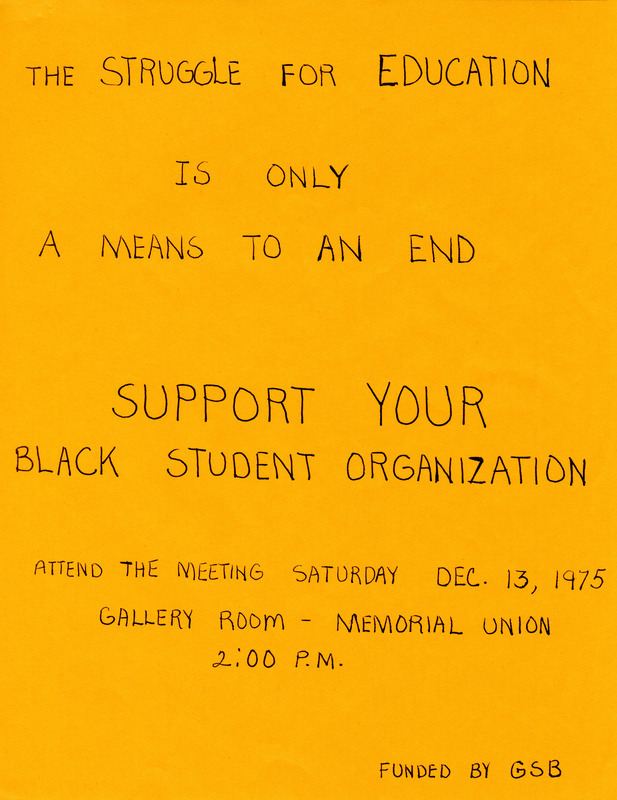 THE STRUGGLE FOR EDUCATION
IS ONLY
A MEANS TO AN END
SUPPORT YOUR
BLACK STUDENT ORGANIZATION
ATTEND THE MEETING SATURDAY DEC. 13, 1975
GALLERY ROOM - MEMORIAL UNION
2:00 P.M.
FUNDED BY GSB